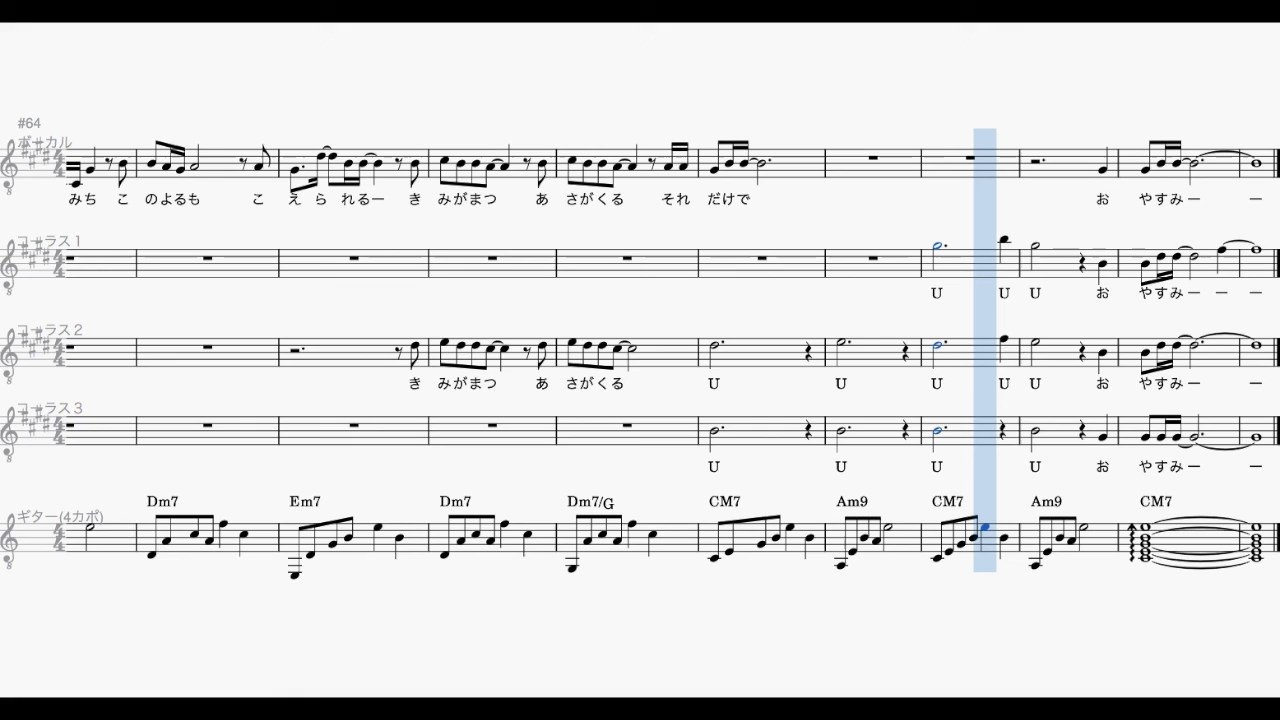 #64
ボーカル
みち こ のよるも こ えられるー き みがまつ あ さがくる それ だけで お やすみー ー
コーラス1
U U U お やすみー ー ー
コーラス2
き みがまつ あ さがくる U U U U U お やすみー ー
コーラス3
U U U U お やすみー ー
Dm7 Em7 Dm7 Dm7/G CM7 Am9 CM7 Am9 CM7
ギター(4カポ)